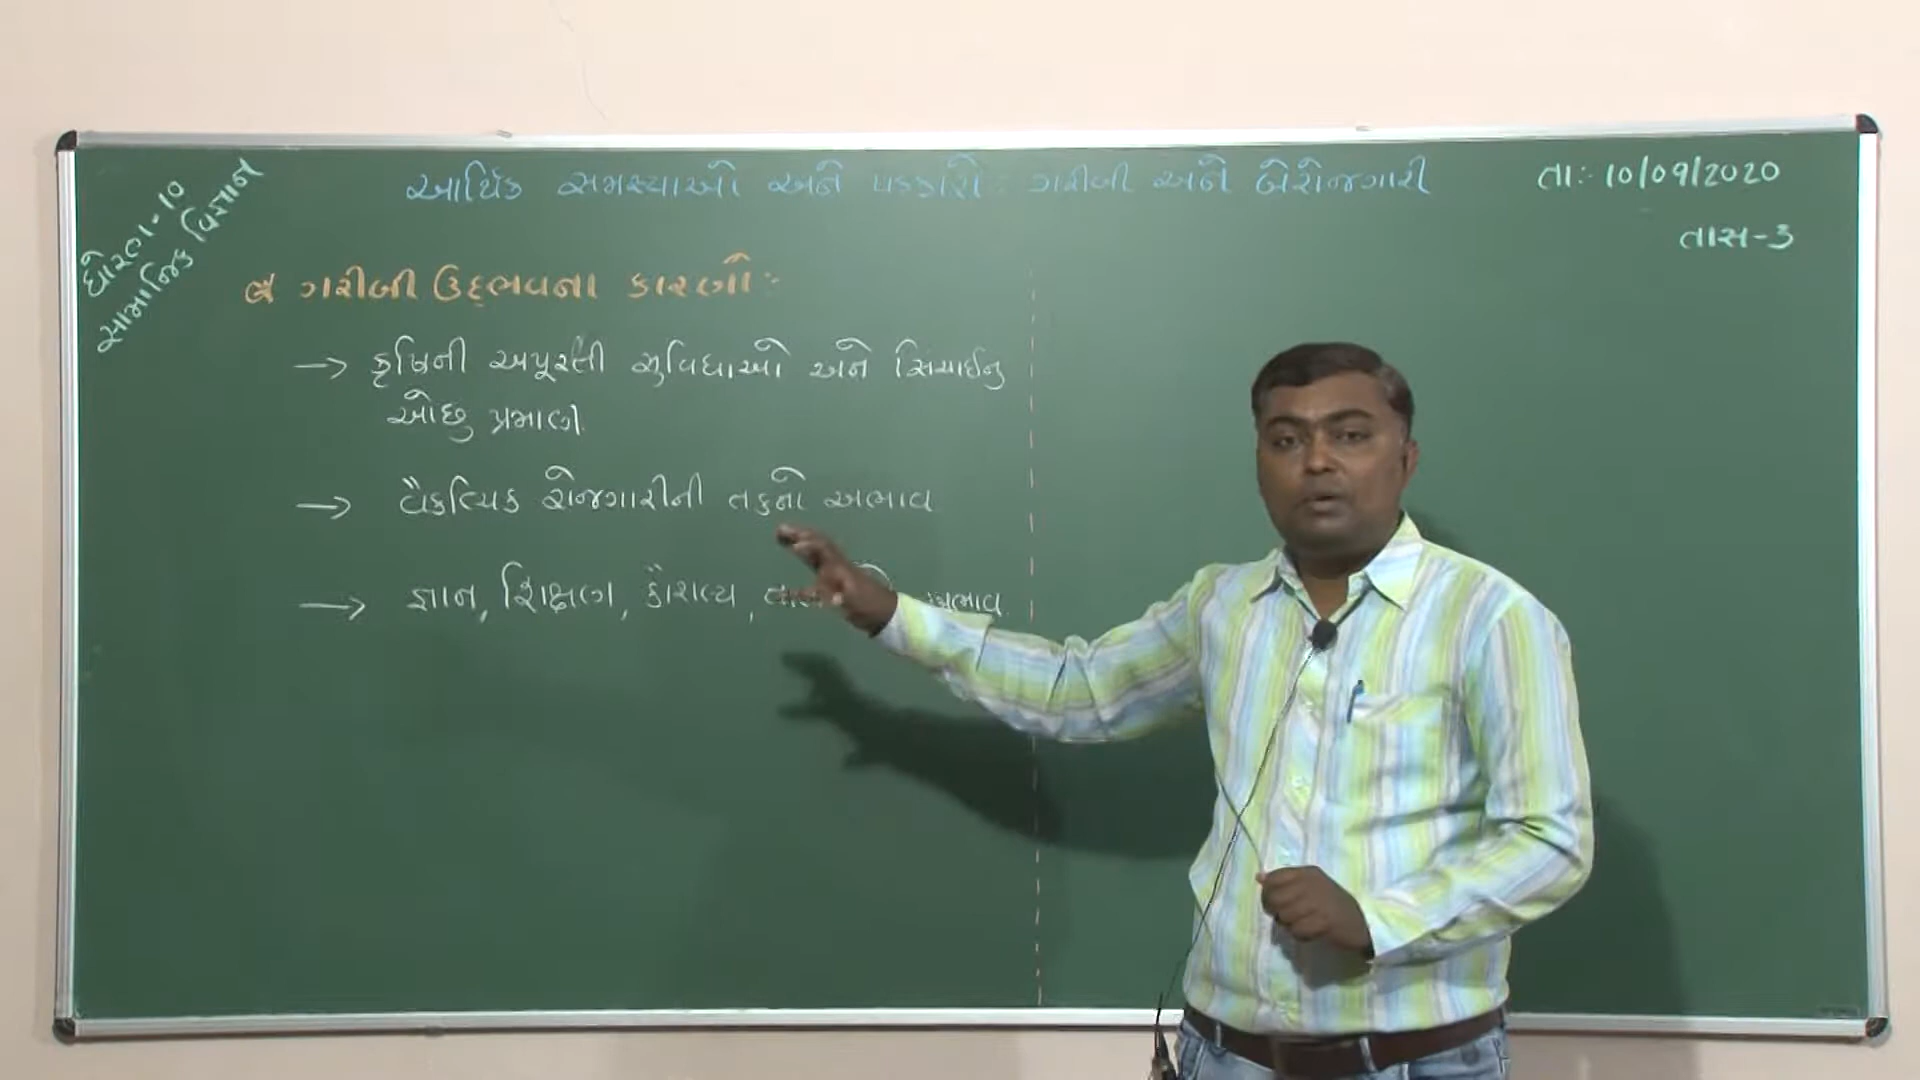 ધોરણ-10
સામાજિક વિજ્ઞાન
આર્થિક સમસ્યાઓ અને પડકારો : ગરીબી અને બેરોજગારી
તા: 10/09/2020
તાસ-3
ગરીબી ઉદ્‌ભવના કારણો :
→ કૃષિની અપૂરતી સુવિધાઓ અને સિંચાઈનુ
ઓછુ પ્રમાણ
→ વૈકલ્પિક રોજગારીની તકનો અભાવ
→ જ્ઞાન, શિક્ષણ, કૌશલ્ય, અભાવ.